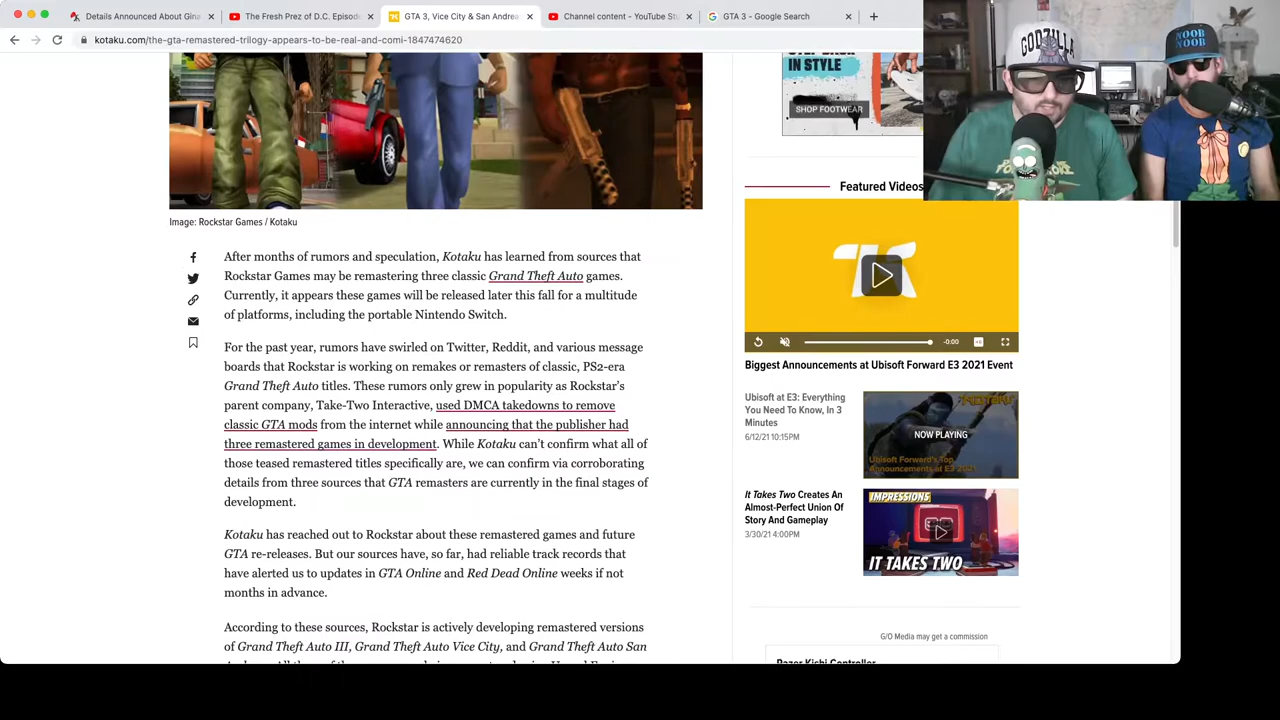 Details Announced About Gina
The Fresh Prez of D.C. Episode
GTA 3, Vice City & San Andrea
Channel content - YouTube Stu
GTA 3 - Google Search
kotaku.com/the-gta-remastered-trilogy-appears-to-be-real-and-comi-1847474620
IN STYLE
SHOP FOOTWEAR
GODZILLA
NOOB
NOOB
Image: Rockstar Games / Kotaku
After months of rumors and speculation, Kotaku has learned from sources that
Rockstar Games may be remastering three classic Grand Theft Auto games.
Currently, it appears these games will be released later this fall for a multitude
of platforms, including the portable Nintendo Switch.
For the past year, rumors have swirled on Twitter, Reddit, and various message
boards that Rockstar is working on remakes or remasters of classic, PS2-era
Grand Theft Auto titles. These rumors only grew in popularity as Rockstar's
parent company, Take-Two Interactive, used DMCA takedowns to remove
classic GTA mods from the internet while announcing that the publisher had
three remastered games in development. While Kotaku can't confirm what all of
those teased remastered titles specifically are, we can confirm via corroborating
details from three sources that GTA remasters are currently in the final stages of
development.
Kotaku has reached out to Rockstar about these remastered games and future
GTA re-releases. But our sources have, so far, had reliable track records that
have alerted us to updates in GTA Online and Red Dead Online weeks if not
months in advance.
According to these sources, Rockstar is actively developing remastered versions
of Grand Theft Auto III, Grand Theft Auto Vice City, and Grand Theft Auto San
Featured Videos
-0:00
Biggest Announcements at Ubisoft Forward E3 2021 Event
Ubisoft at E3: Everything
You Need To Know, In 3
Minutes
6/12/21 10:15PM
KOTAKU
NOW PLAYING
Ubisoft Forward's Top
Announcements at E3 2021
It Takes Two Creates An
Almost-Perfect Union Of
Story And Gameplay
3/30/21 4:00PM
IMPRESSIONS
IT TAKES TWO
G/O Media may get a commission
Razer Kishi Controller